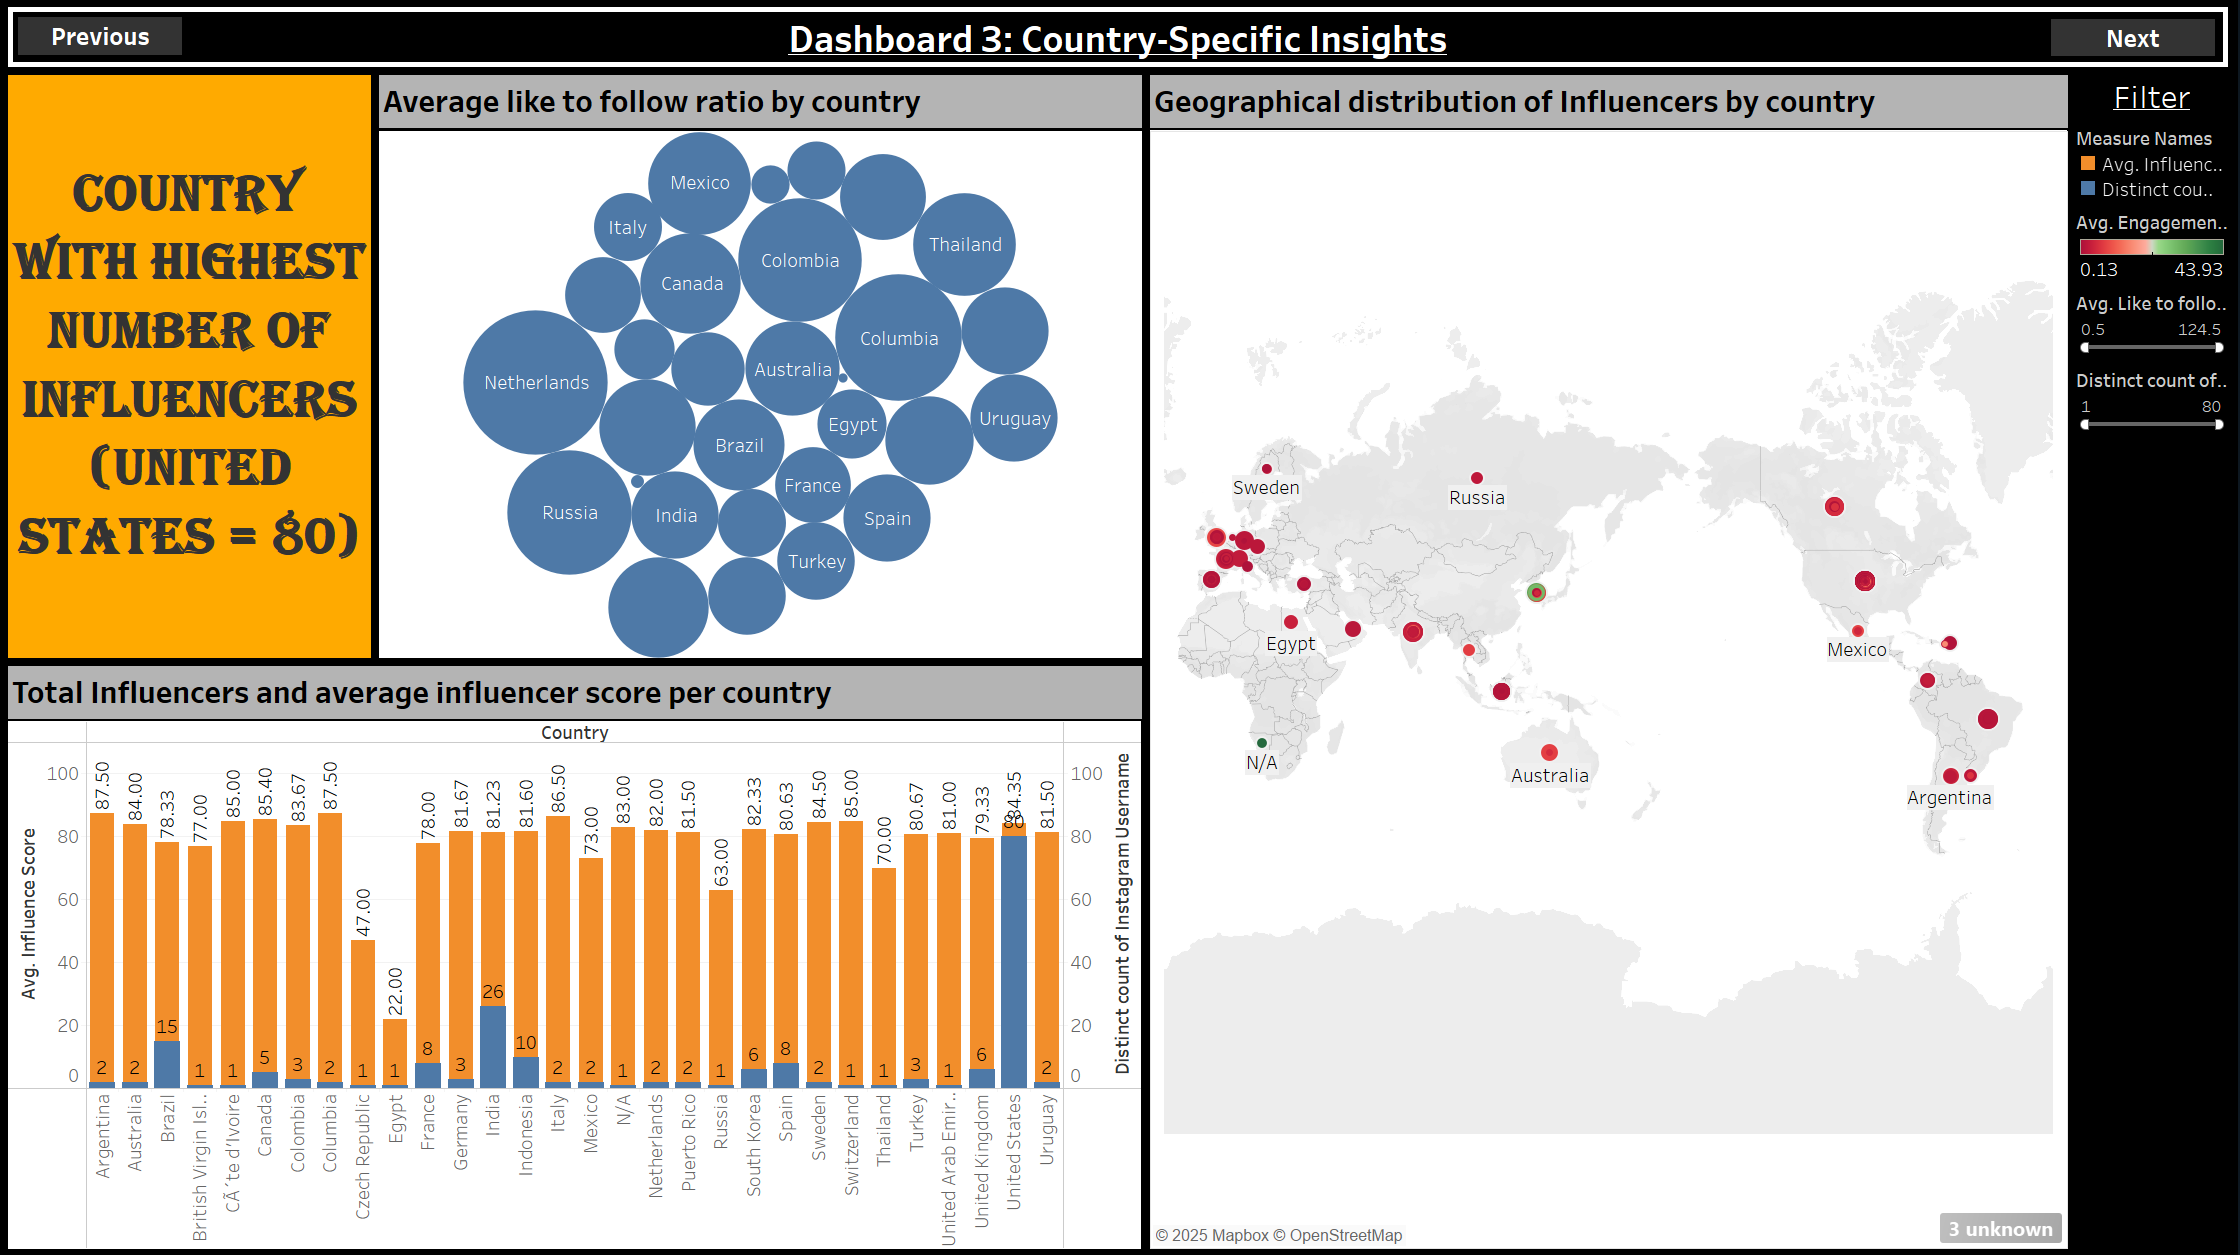 Previous
Dashboard 3: Country-Specific Insights
Next
COUNTRY
WITH HIGHEST
NUMBER OF
INFLUENCERS
(UNITED
STATES = 80)
Average like to follow ratio by country
Mexico
Italy
Thailand
Colombia
Canada
Columbia
Netherlands
Australia
Uruguay
Egypt
Brazil
France
Russia
India
Spain
Turkey
Geographical distribution of Influencers by country
Sweden
Russia
Egypt
Mexico
N/A
Australia
Argentina
© 2025 Mapbox © OpenStreetMap
3 unknown
Filter
Measure Names
Avg. Influenc..
Distinct cou..
Avg. Engagemen..
0.13 43.93
Avg. Like to follo..
0.5 124.5
Distinct count of..
1 80
Total Influencers and average influencer score per country
Country
Avg. Influence Score
100
80
60
40
20
0
87.50
84.00
78.33
77.00
85.00
85.40
83.67
87.50
47.00
22.00
78.00
81.67
81.23
81.60
86.50
73.00
83.00
82.00
81.50
63.00
82.33
80.63
84.50
85.00
70.00
80.67
81.00
79.33
84.35
81.50
2
2
15
1
1
5
3
2
1
1
8
3
26
10
2
2
1
2
2
1
6
8
2
1
1
3
1
6
80
2
100
80
60
40
20
0
Distinct count of Instagram Username
Argentina
Australia
Brazil
British Virgin Isl..
CÃ´te d'Ivoire
Canada
Colombia
Columbia
Czech Republic
Egypt
France
Germany
India
Indonesia
Italy
Mexico
N/A
Netherlands
Puerto Rico
Russia
South Korea
Spain
Sweden
Switzerland
Thailand
Turkey
United Arab Emir..
United Kingdom
United States
Uruguay